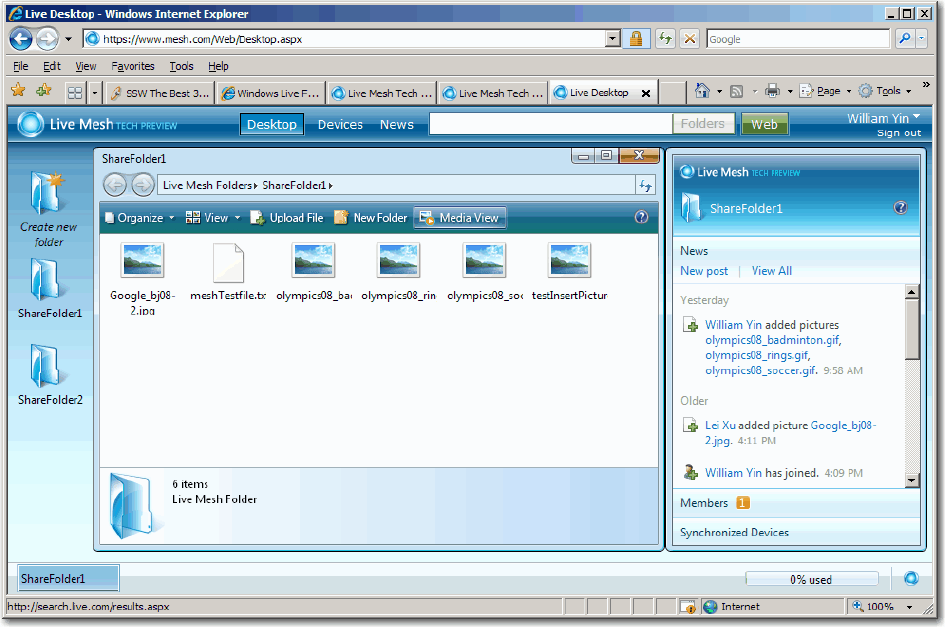 Live Desktop - Windows Internet Explorer
https://www.mesh.com/Web/Desktop.aspx
Google
File Edit View Favorites Tools Help
SSW The Best 3... Windows Live F... Live Mesh Tech ... Live Mesh Tech ... Live Desktop Page Tools
Live Mesh TECH PREVIEW Desktop Devices News Folders Web William Yin
Sign out
Create new
folder
ShareFolder1
ShareFolder2
ShareFolder1
Live Mesh Folders ShareFolder1
Organize View Upload File New Folder Media View
Google_bj08-
2.jpg
meshTestfile.tx
olympics08_bad
olympics08_rin
olympics08_soc
testInsertPictur
6 items
Live Mesh Folder
Live Mesh TECH PREVIEW
ShareFolder1
News
New post | View All
Yesterday
William Yin added pictures
olympics08_badminton.gif,
olympics08_rings.gif,
olympics08_soccer.gif. 9:58 AM
Older
Lei Xu added picture Google_bj08-
2.jpg. 4:11 PM
William Yin has joined. 4:09 PM
Members 1
Synchronized Devices
ShareFolder1
0% used
http://search.live.com/results.aspx Internet 100%